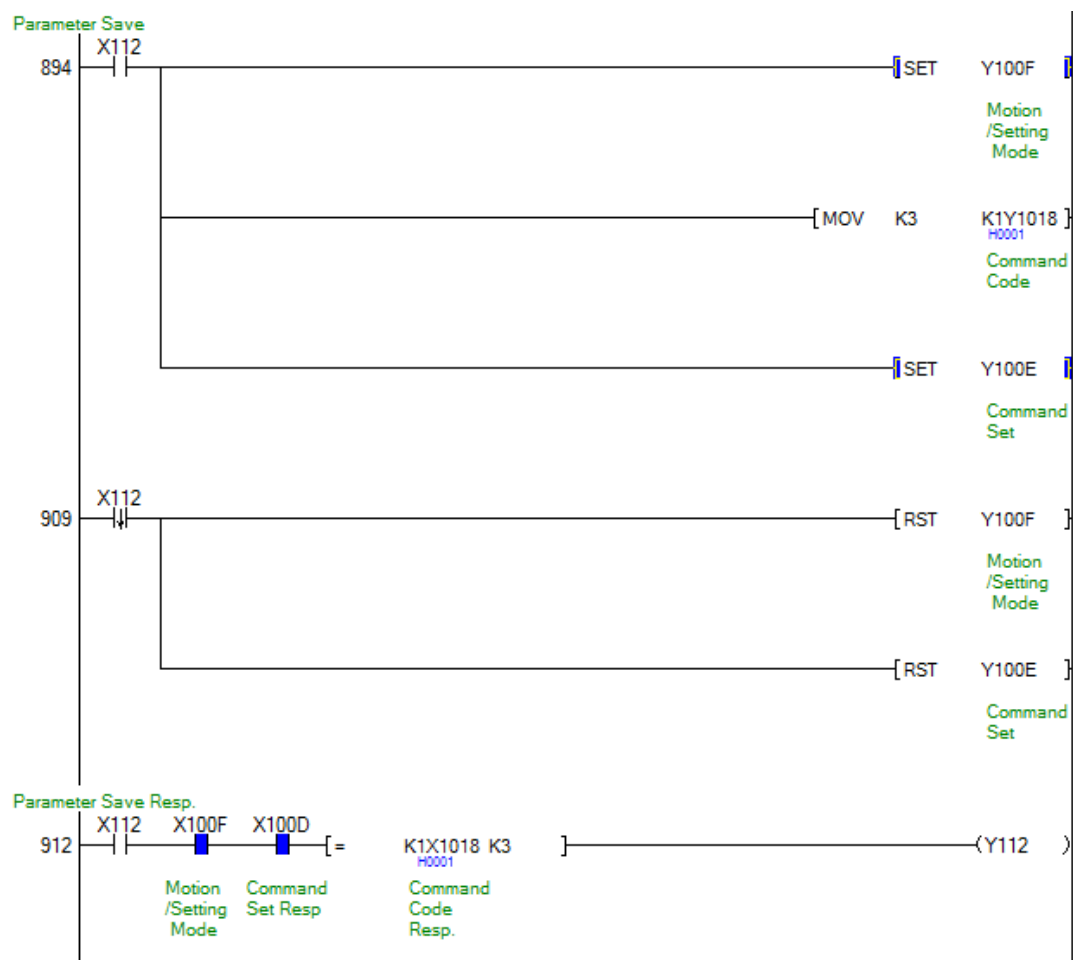 Parameter Save
X112
894
SET Y100F
Motion
/Setting
Mode
MOV K3 K1Y1018
H0001
Command
Code
SET Y100E
Command
Set
X112
909
RST Y100F
Motion
/Setting
Mode
RST Y100E
Command
Set
Parameter Save Resp.
X112 X100F X100D
912
= K1X1018 K3
H0001
Y112
Motion
/Setting
Mode
Command
Set Resp
Command
Code
Resp.